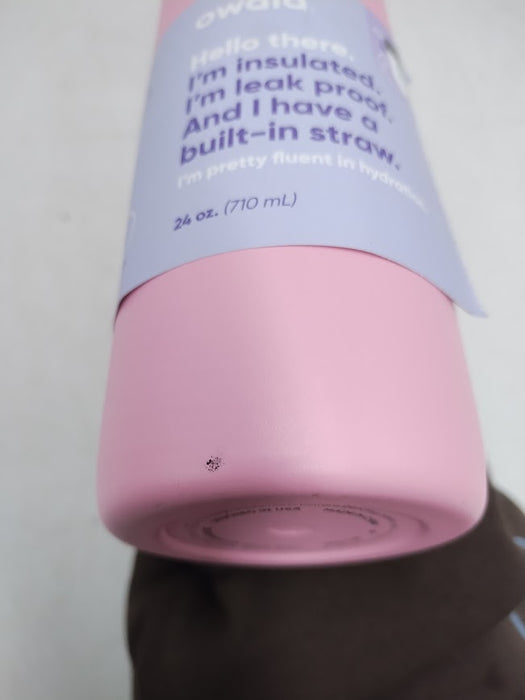 owala
Hello there.
I'm insulated.
I'm leak proof.
And I have a
built-in straw.
I'm pretty fluent in hydration
24 oz. (710 mL)